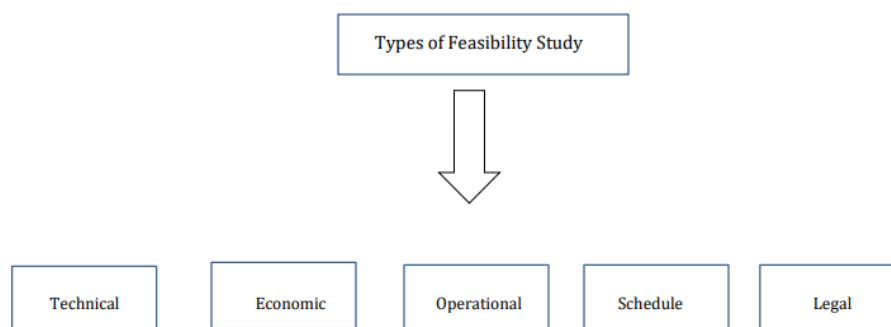 Types of Feasibility Study
Technical
Economic
Operational
Schedule
Legal